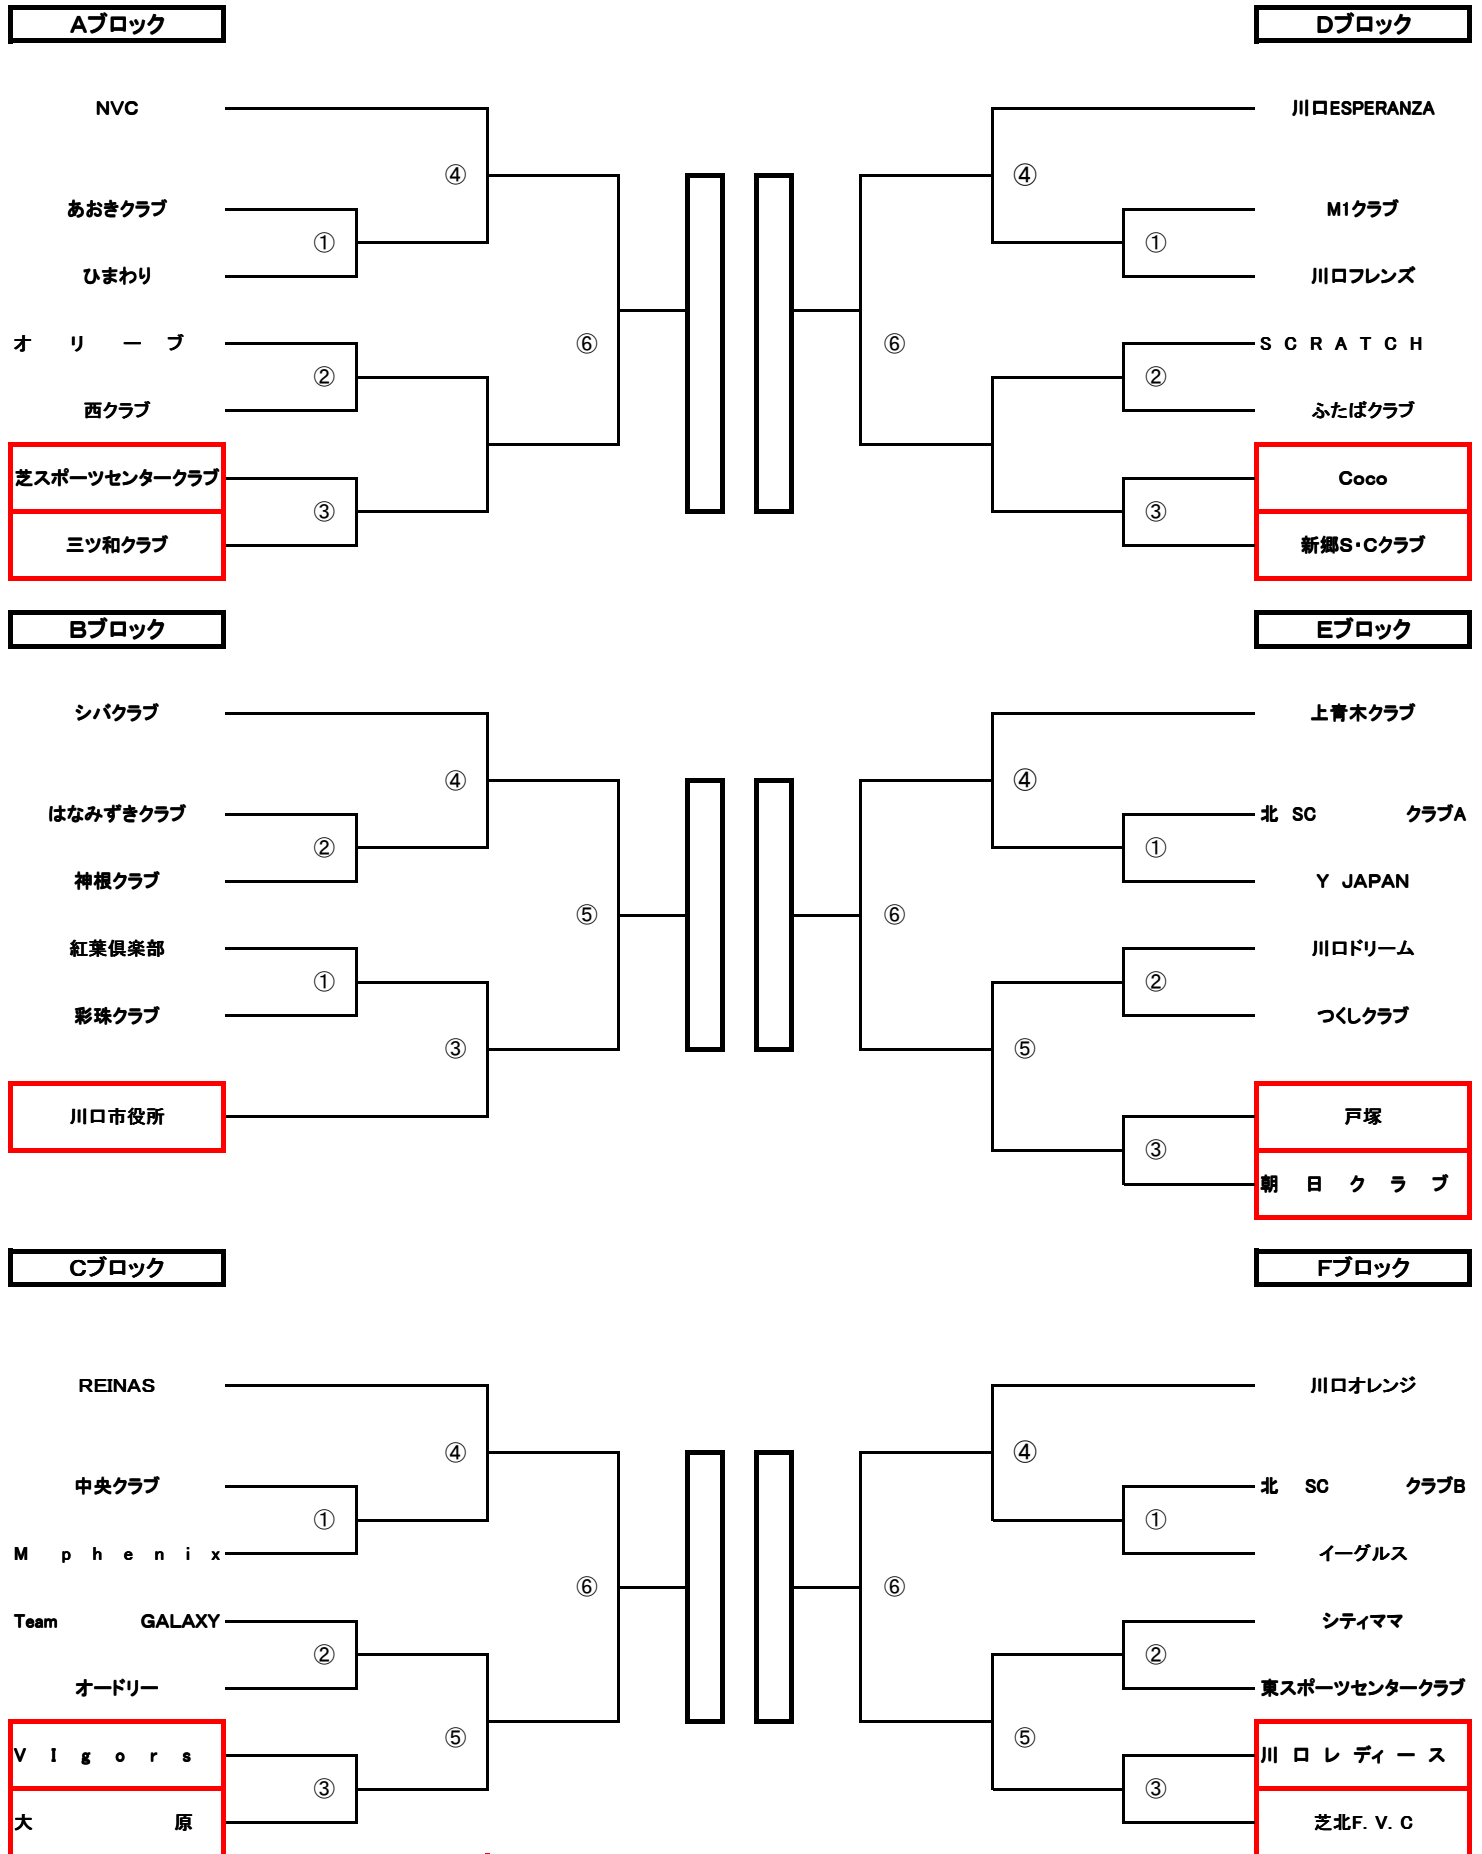 Aブロック
Dブロック
NVC
川口ESPERANZA
④
④
あおきクラブ
M1クラブ
①
①
ひまわり
川口フレンズ
オリーブ
⑥
⑥
SCRATCH
②
②
西クラブ
ふたばクラブ
芝スポーツセンタークラブ
Coco
③
③
三ツ和クラブ
新郷S・Cクラブ
Bブロック
Eブロック
シバクラブ
上青木クラブ
④
④
はなみずきクラブ
北 SC クラブA
②
①
神根クラブ
Y JAPAN
⑤
⑥
紅葉倶楽部
川口ドリーム
①
②
彩珠クラブ
つくしクラブ
③
⑤
川口市役所
戸塚
③
朝日クラブ
Cブロック
Fブロック
REINAS
川口オレンジ
④
④
中央クラブ
北 SC クラブB
①
①
M phenix
イーグルス
⑥
⑥
Team GALAXY
シティママ
②
②
オードリー
東スポーツセンタークラブ
⑤
⑤
VIgors
川口レディース
③
③
大原
芝北F.V.C